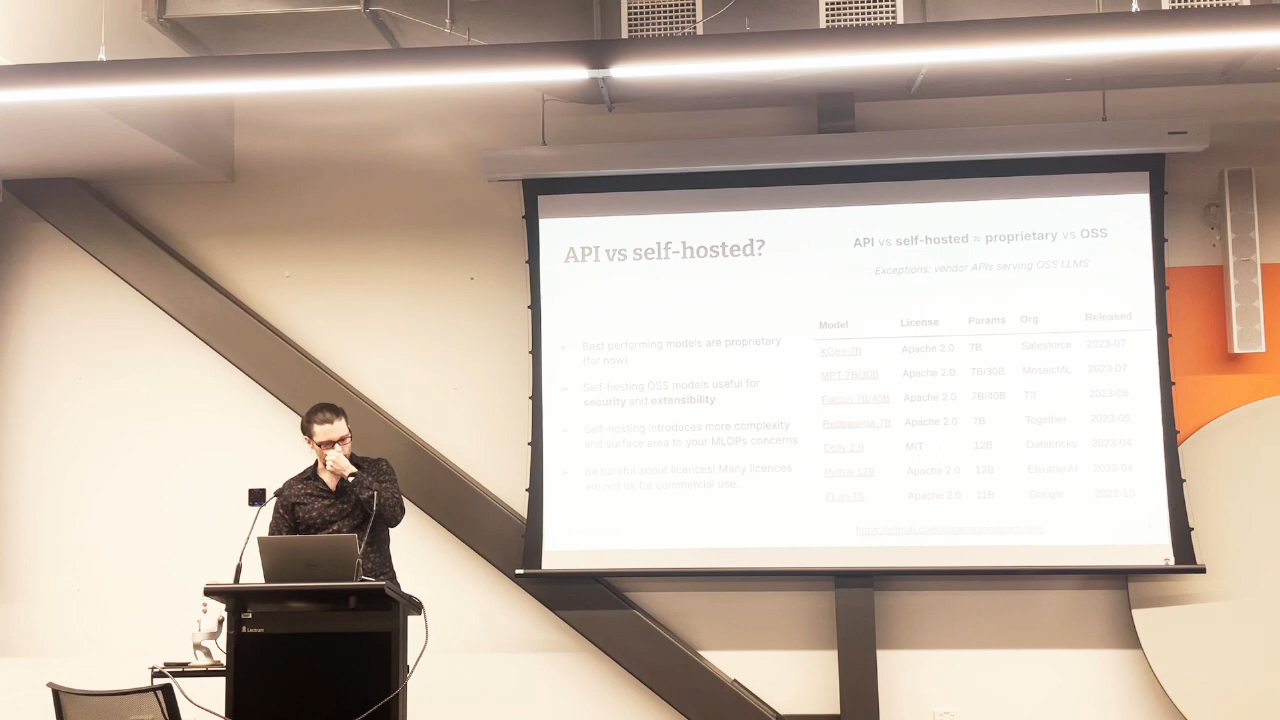 API vs self-hosted?
API vs self-hosted ≈ proprietary vs OSS
Exceptions: vendor APIs serving OSS LLMS
Best performing models are proprietary
(for now)
Self-hosting OSS models useful for
security and extensibility
Self-hosting introduces more complexity
and surface area to your MLOPs concerns
Be careful about licences! Many licences
are not ok for commercial use.
Model License Params Org Released
XGen-7B Apache 2.0 7B Salesforce 2023-07
MPT-7B/30B Apache 2.0 7B/30B MosaicML 2023-07
Falcon-7B/40B Apache 2.0 7B/40B TII 2023-06
Redpajama-7B Apache 2.0 7B Together 2023-06
Dolly 2.0 MIT 12B Databricks 2023-04
Pythia-12B Apache 2.0 12B EleutherAI 2023-04
FLan-T5 Apache 2.0 11B Google 2022-10
Lectrum